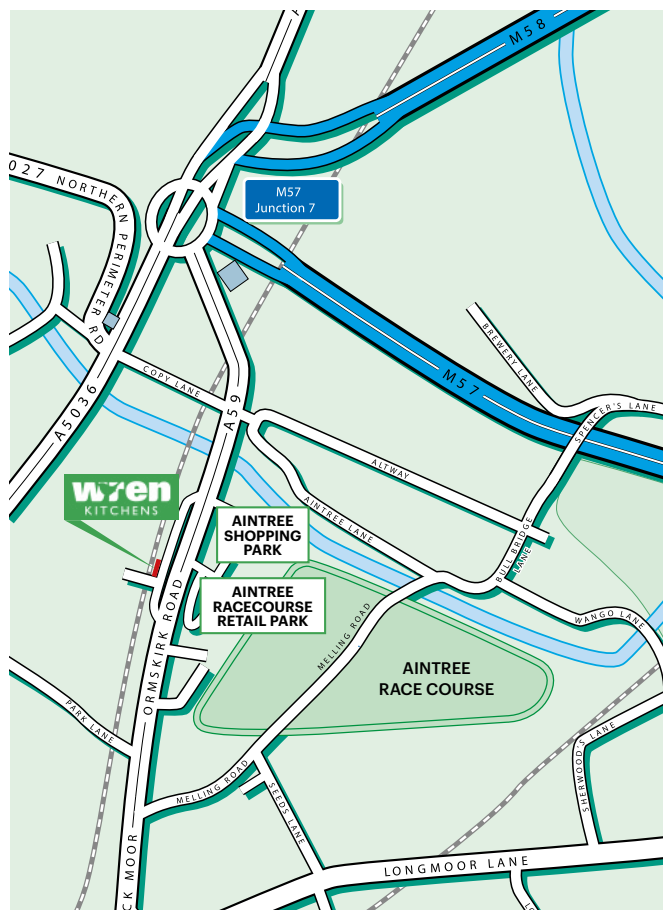 M58
M57
Junction 7
027 NORTHERN PERIMETER RD
BREWERY LANE
COPY LANE
M57
SPENCER'S LANE
A5036
A59
ALTWAY
wren
KITCHENS
AINTREE LANE
AINTREE
SHOPPING
PARK
BULL BRIDGE
LANE
AINTREE
RACECOURSE
RETAIL PARK
WANGO LANE
ORMSKIRK ROAD
MELLING ROAD
AINTREE
RACE COURSE
PARK LANE
SHERWOOD'S LANE
MELLING ROAD
SEEDS LANE
CK MOOR
LONGMOOR LANE